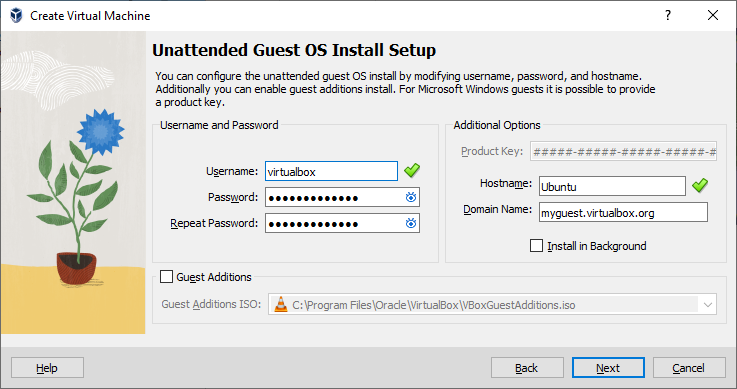 Create Virtual Machine
Unattended Guest OS Install Setup
You can configure the unattended guest OS install by modifying username, password, and hostname.
Additionally you can enable guest additions install. For Microsoft Windows guests it is possible to provide
a product key.
Username and Password
Username: virtualbox
Password: ●●●●●●●●●●●●●
Repeat Password: ●●●●●●●●●●●●●
Additional Options
Product Key: #####-#####-#####-#####-#
Hostname: Ubuntu
Domain Name: myguest.virtualbox.org
Install in Background
Guest Additions
Guest Additions ISO: C:\Program Files\Oracle\VirtualBox\VBoxGuestAdditions.iso
Help
Back
Next
Cancel